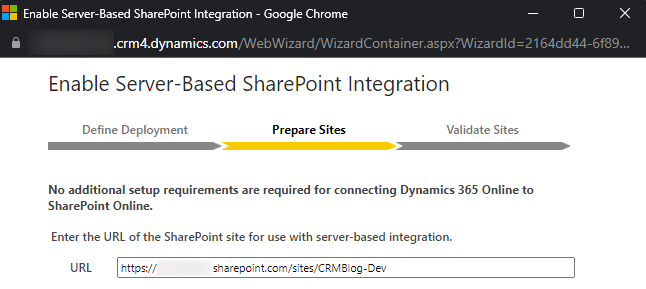 Enable Server-Based SharePoint Integration - Google Chrome
.crm4.dynamics.com/WebWizard/WizardContainer.aspx?WizardId=2164dd44-6f89...
Enable Server-Based SharePoint Integration
Define Deployment Prepare Sites Validate Sites
No additional setup requirements are required for connecting Dynamics 365 Online to
SharePoint Online.
Enter the URL of the SharePoint site for use with server-based integration.
URL https:// sharepoint.com/sites/CRMBlog-Dev